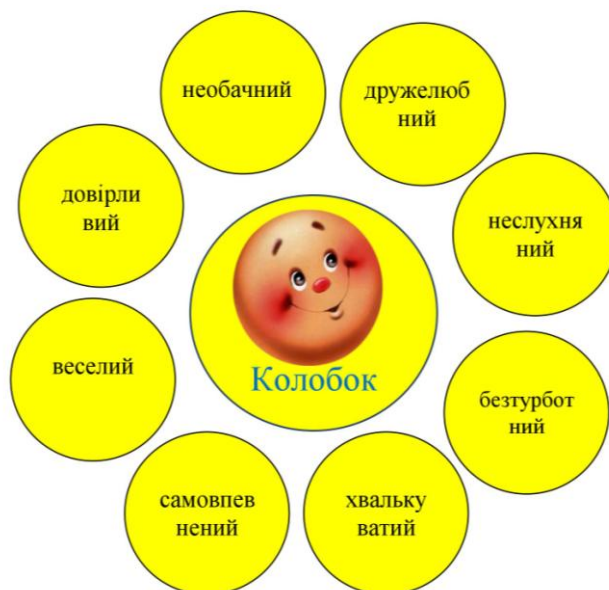 необачний
дружелюб
ний
довірли
вий
неслухня
ний
Колобок
веселий
безтурбот
ний
самовпев
нений
хвальку
ватий